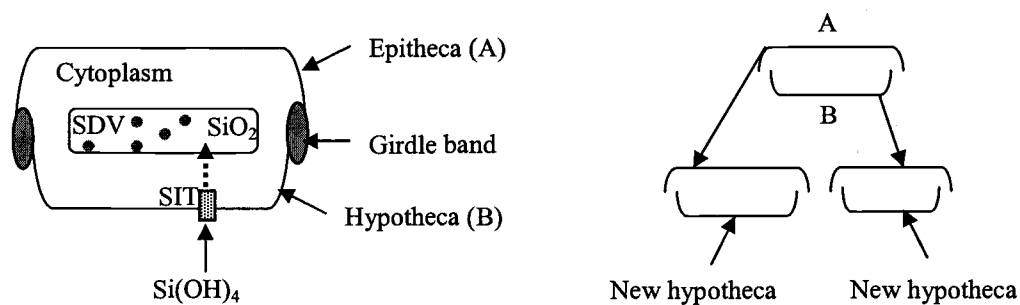 Epitheca (A)
Cytoplasm
SDV
SiO₂
Girdle band
SIT
Hypotheca (B)
Si(OH)₄
A
B
New hypotheca
New hypotheca